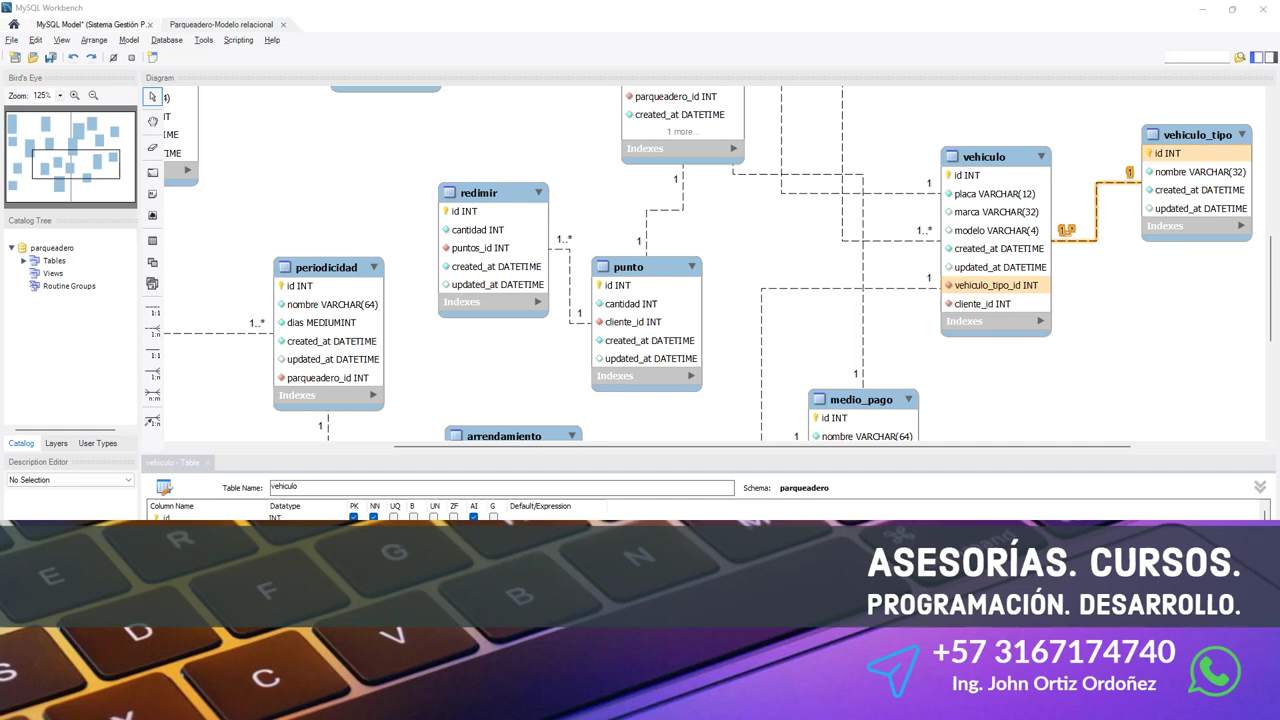 MySQL Workbench
MySQL Model* (Sistema Gestión P... ×
Parqueadero-Modelo relacional ×
File Edit View Arrange Model Database Tools Scripting Help
Bird's Eye
Zoom: 125%
Catalog Tree
parqueadero
Tables
Views
Routine Groups
Catalog Layers User Types
Description Editor
No Selection
Diagram
parqueadero_id INT
created_at DATETIME
1 more...
Indexes
redimir
id INT
cantidad INT
puntos_id INT
created_at DATETIME
updated_at DATETIME
Indexes
periodicidad
id INT
nombre VARCHAR(64)
dias MEDIUMINT
created_at DATETIME
updated_at DATETIME
parqueadero_id INT
Indexes
punto
id INT
cantidad INT
cliente_id INT
created_at DATETIME
updated_at DATETIME
Indexes
vehiculo
id INT
placa VARCHAR(12)
marca VARCHAR(32)
modelo VARCHAR(4)
created_at DATETIME
updated_at DATETIME
vehiculo_tipo_id INT
cliente_id INT
Indexes
vehiculo_tipo
id INT
nombre VARCHAR(32)
created_at DATETIME
updated_at DATETIME
Indexes
medio_pago
id INT
nombre VARCHAR(64)
arrendamiento
vehiculo - Table ×
Table Name: vehiculo Schema: parqueadero
Column Name Datatype PK NN UQ B UN ZF AI G Default/Expression
id INT
ASESORÍAS. CURSOS.
PROGRAMACIÓN. DESARROLLO.
+57 3167174740
Ing. John Ortiz Ordoñez